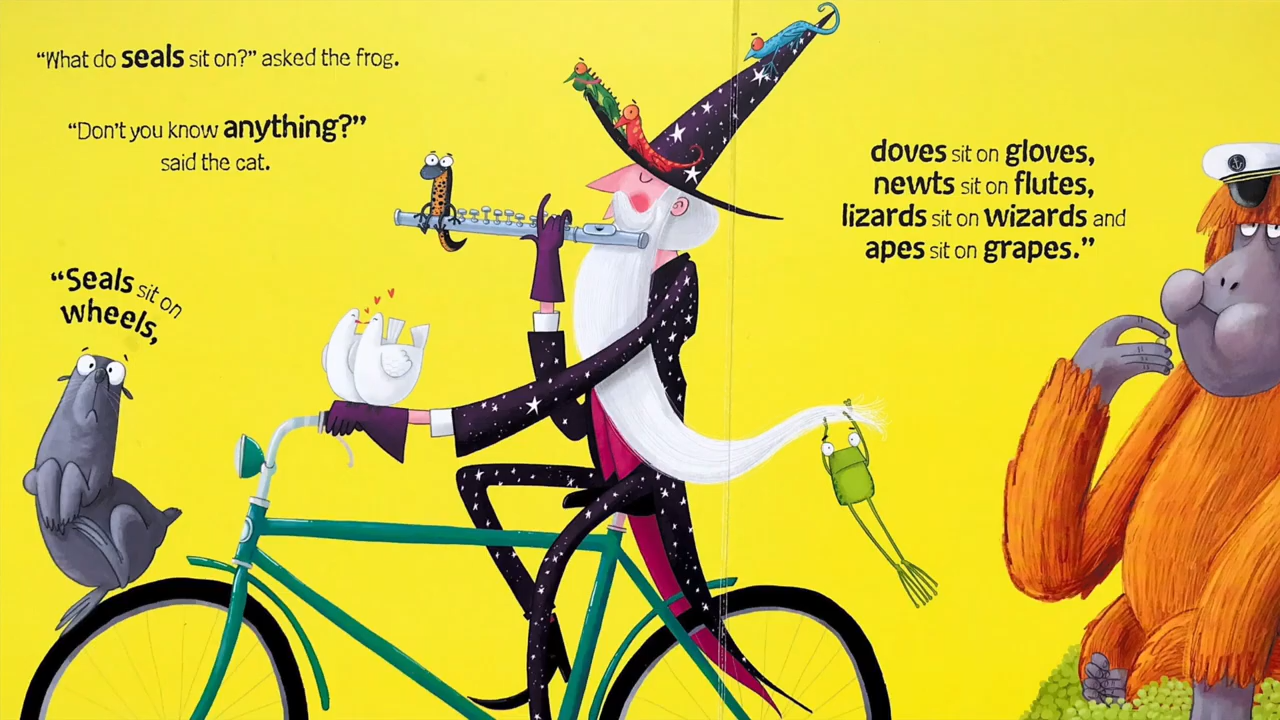 “What do seals sit on?” asked the frog.
“Don’t you know anything?”
said the cat.
“Seals sit on
wheels,
doves sit on gloves,
newts sit on flutes,
lizards sit on wizards and
apes sit on grapes.”